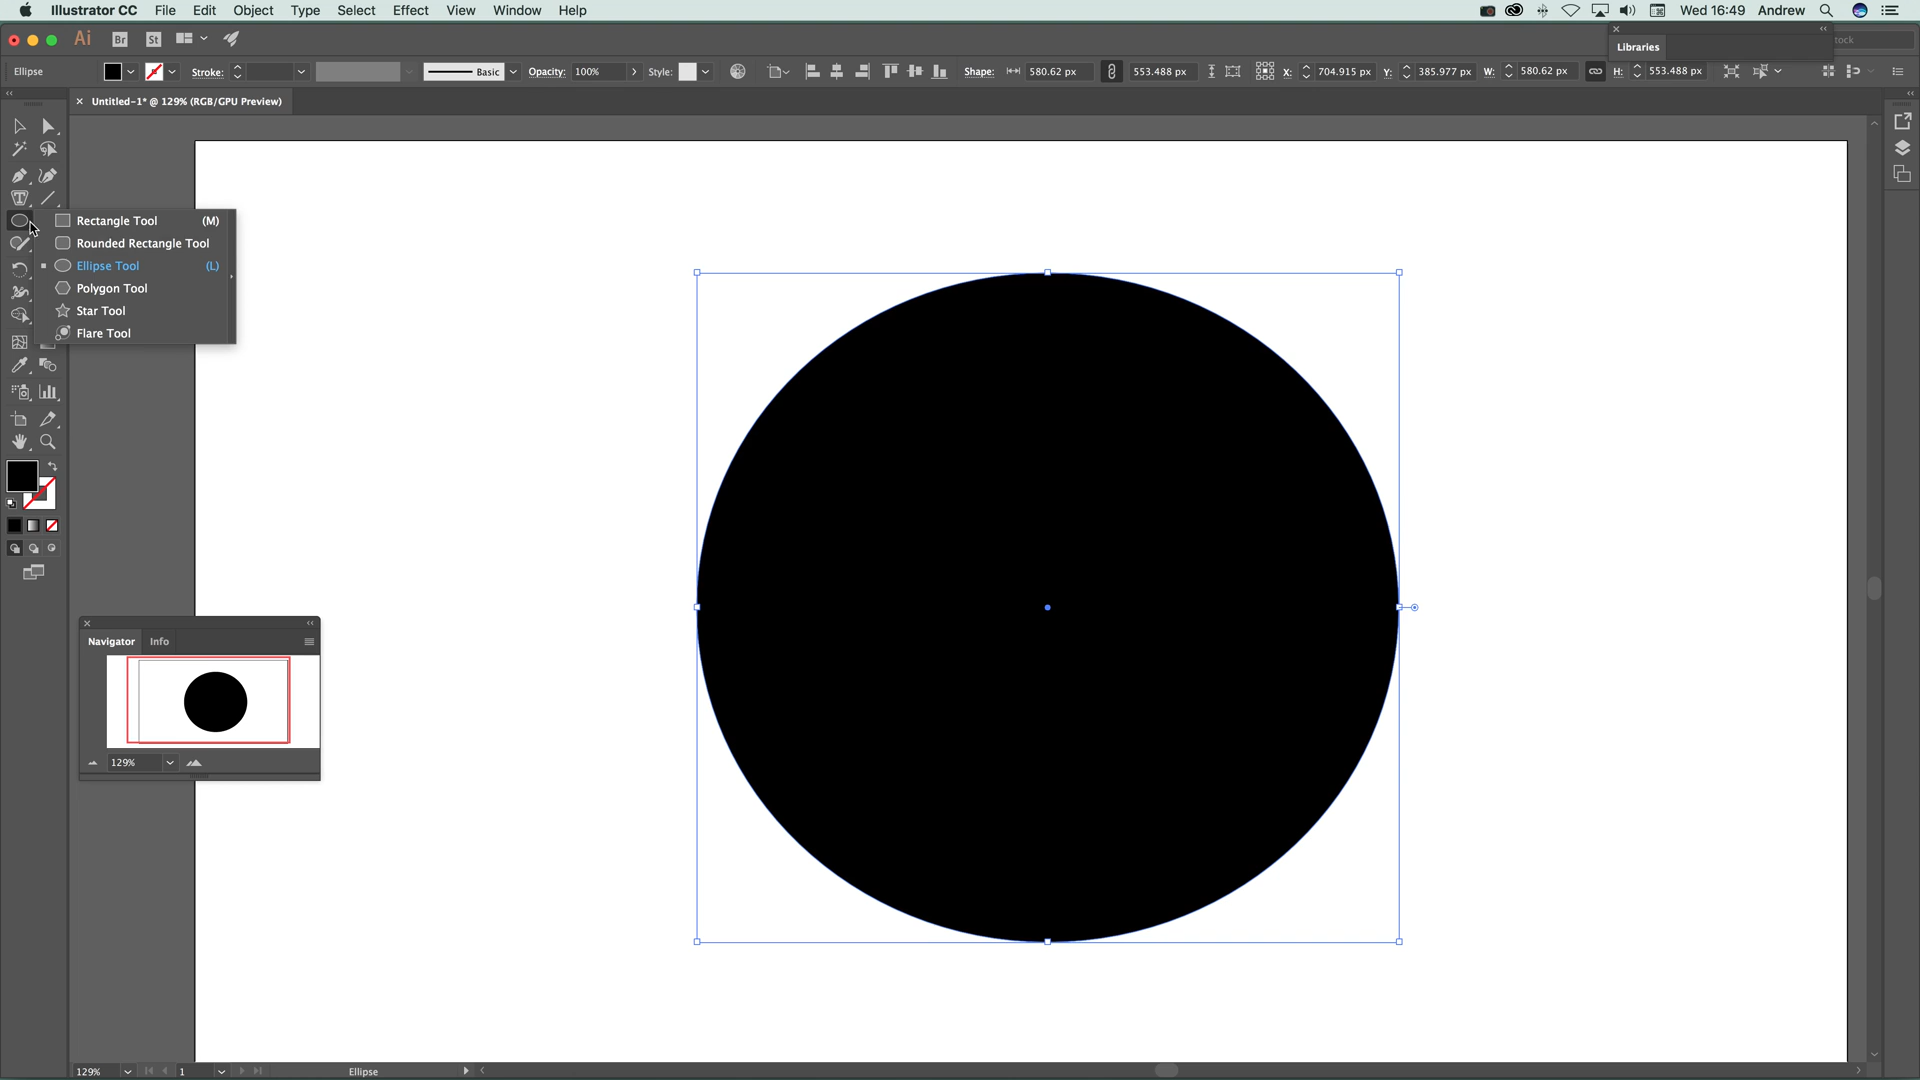 Illustrator CC File Edit Object Type Select Effect View Window Help Wed 16:49 Andrew
Ai Br St
Libraries
Ellipse Stroke: Basic Opacity: 100% Style: Shape: 580.62 px 553.488 px X: 704.915 px Y: 385.977 px W: 580.62 px H: 553.488 px
Untitled-1* @ 129% (RGB/GPU Preview)
Rectangle Tool (M)
Rounded Rectangle Tool
Ellipse Tool (L)
Polygon Tool
Star Tool
Flare Tool
Navigator Info
129%
129% 1 Ellipse